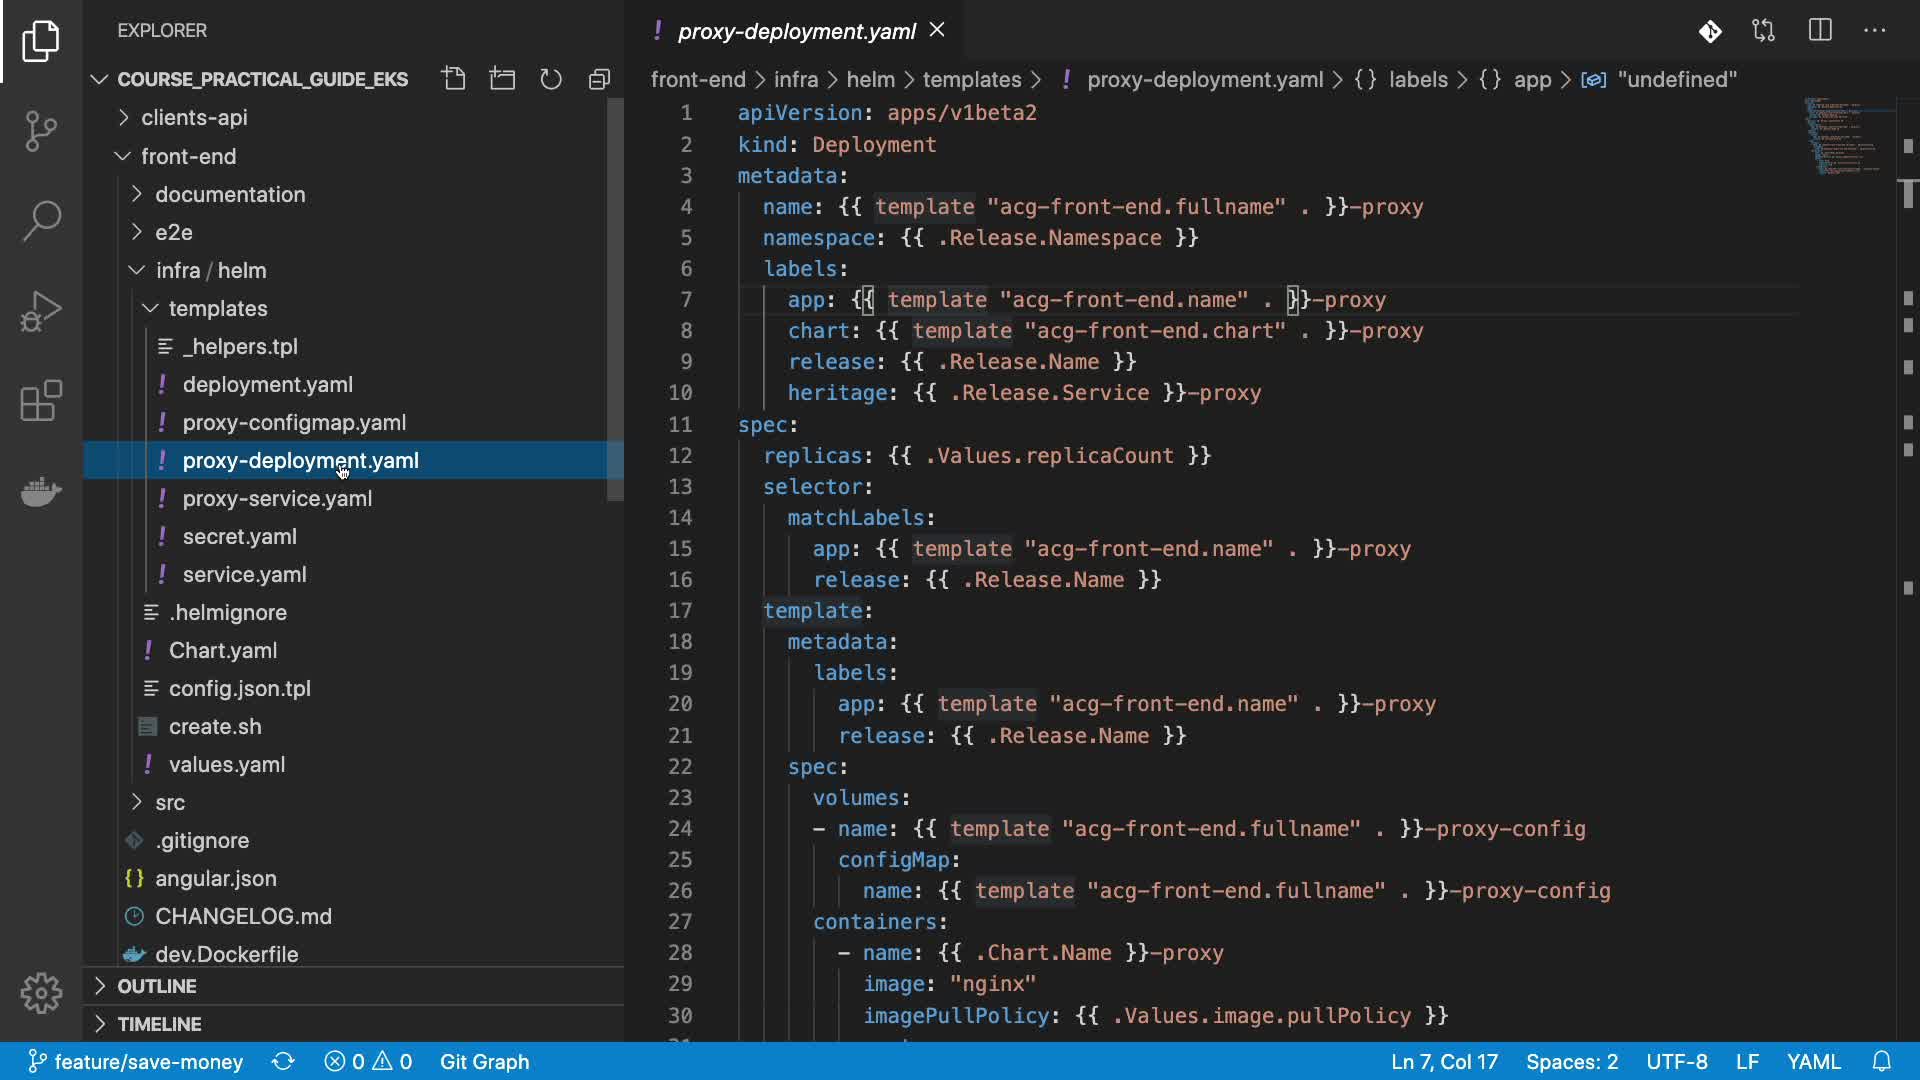 EXPLORER
COURSE_PRACTICAL_GUIDE_EKS
clients-api
front-end
documentation
e2e
infra / helm
templates
_helpers.tpl
deployment.yaml
proxy-configmap.yaml
proxy-deployment.yaml
proxy-service.yaml
secret.yaml
service.yaml
.helmignore
Chart.yaml
config.json.tpl
create.sh
values.yaml
src
.gitignore
angular.json
CHANGELOG.md
dev.Dockerfile
OUTLINE
TIMELINE
! proxy-deployment.yaml
front-end > infra > helm > templates > ! proxy-deployment.yaml > {} labels > {} app > "undefined"
1 apiVersion: apps/v1beta2
2 kind: Deployment
3 metadata:
4 name: {{ template "acg-front-end.fullname" . }}-proxy
5 namespace: {{ .Release.Namespace }}
6 labels:
7 app: {{ template "acg-front-end.name" . }}-proxy
8 chart: {{ template "acg-front-end.chart" . }}-proxy
9 release: {{ .Release.Name }}
10 heritage: {{ .Release.Service }}-proxy
11 spec:
12 replicas: {{ .Values.replicaCount }}
13 selector:
14 matchLabels:
15 app: {{ template "acg-front-end.name" . }}-proxy
16 release: {{ .Release.Name }}
17 template:
18 metadata:
19 labels:
20 app: {{ template "acg-front-end.name" . }}-proxy
21 release: {{ .Release.Name }}
22 spec:
23 volumes:
24 - name: {{ template "acg-front-end.fullname" . }}-proxy-config
25 configMap:
26 name: {{ template "acg-front-end.fullname" . }}-proxy-config
27 containers:
28 - name: {{ .Chart.Name }}-proxy
29 image: "nginx"
30 imagePullPolicy: {{ .Values.image.pullPolicy }}
feature/save-money 0 0 Git Graph Ln 7, Col 17 Spaces: 2 UTF-8 LF YAML